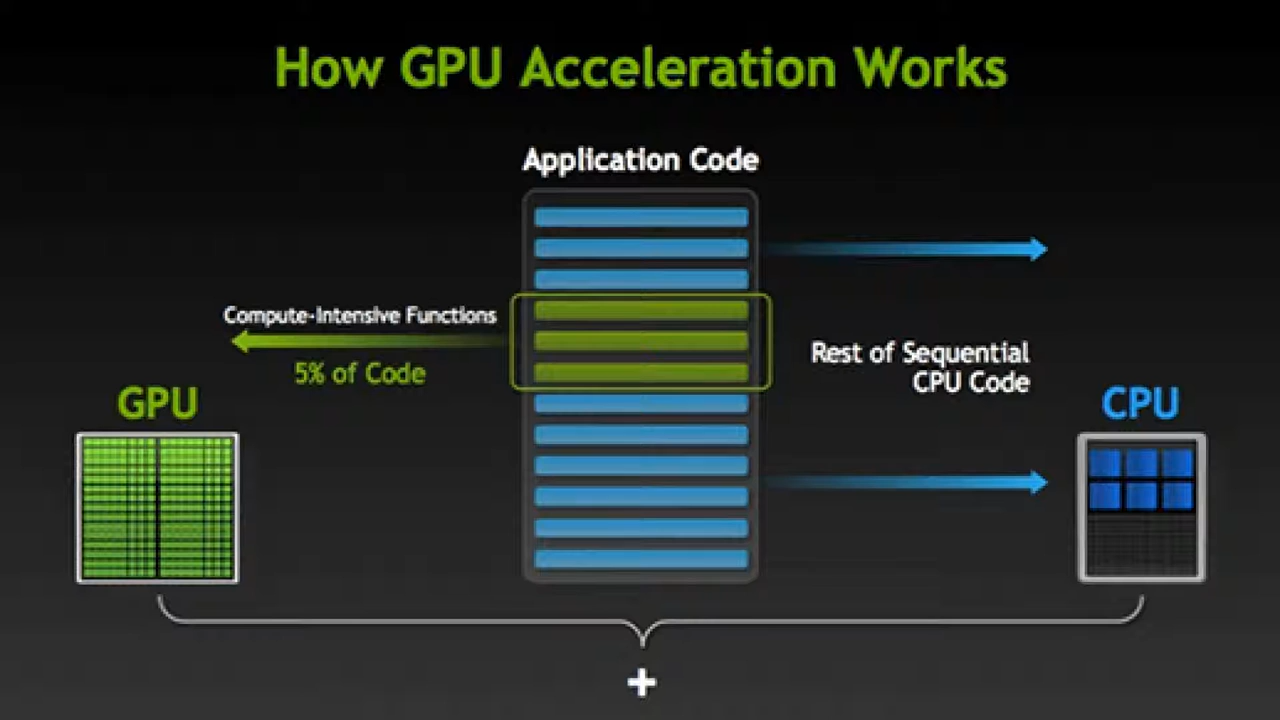 How GPU Acceleration Works
Application Code
Compute-Intensive Functions
5% of Code
Rest of Sequential
CPU Code
GPU
CPU
+